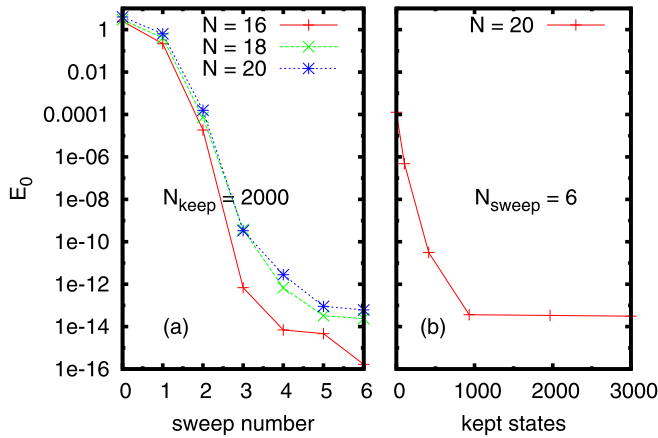 N = 16
N = 18
N = 20
N = 20
1
0.01
0.0001
1e-06
1e-08
1e-10
1e-12
1e-14
1e-16
E0
Nkeep = 2000
Nsweep = 6
(a)
(b)
0 1 2 3 4 5 6
0 1000 2000 3000
sweep number
kept states